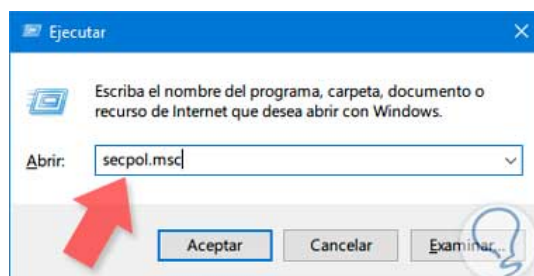 Ejecutar
Escriba el nombre del programa, carpeta, documento o
recurso de Internet que desea abrir con Windows.
Abrir: secpol.msc
Aceptar Cancelar Examinar...